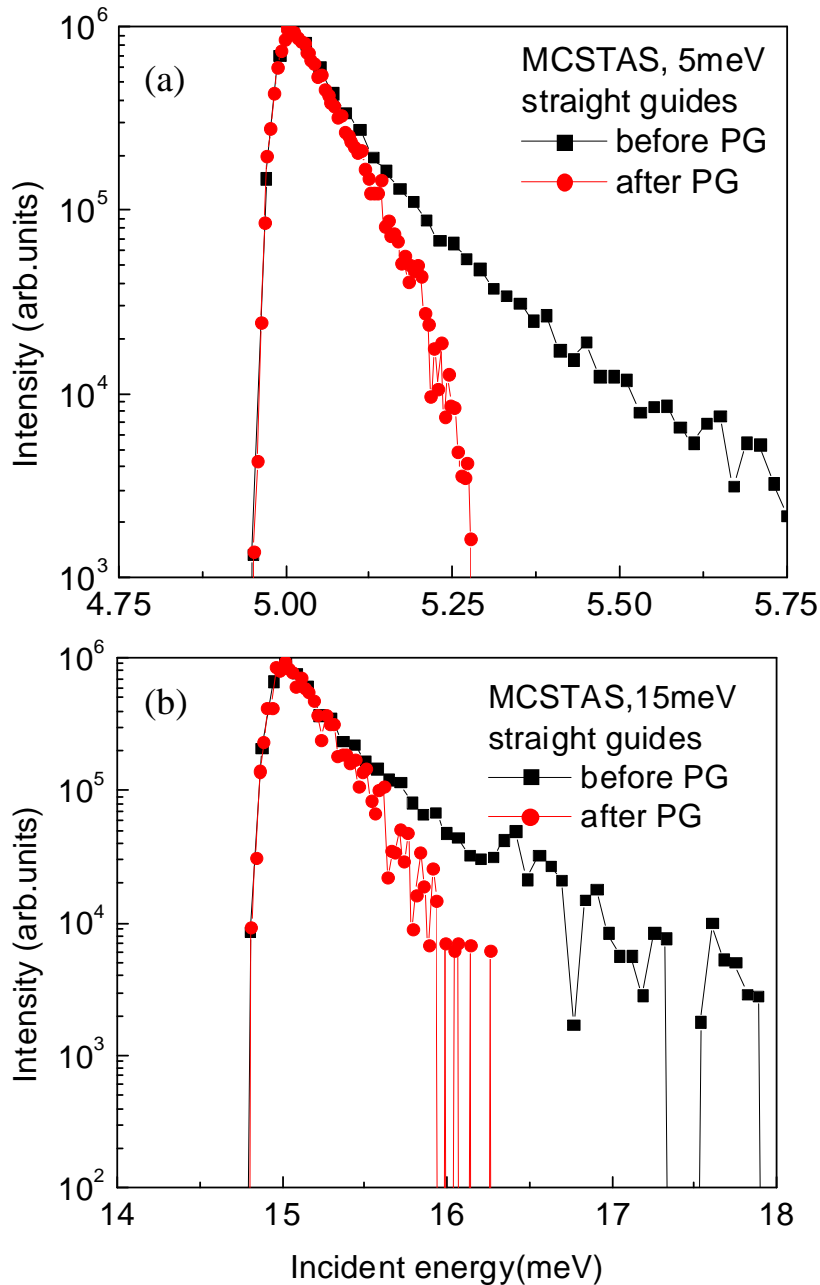 (a)
MCSTAS, 5meV
straight guides
before PG
after PG
Intensity (arb.units)
10^6
10^5
10^4
10^3
4.75 5.00 5.25 5.50 5.75
(b)
MCSTAS,15meV
straight guides
before PG
after PG
Intensity (arb.units)
10^6
10^5
10^4
10^3
10^2
14 15 16 17 18
Incident energy(meV)